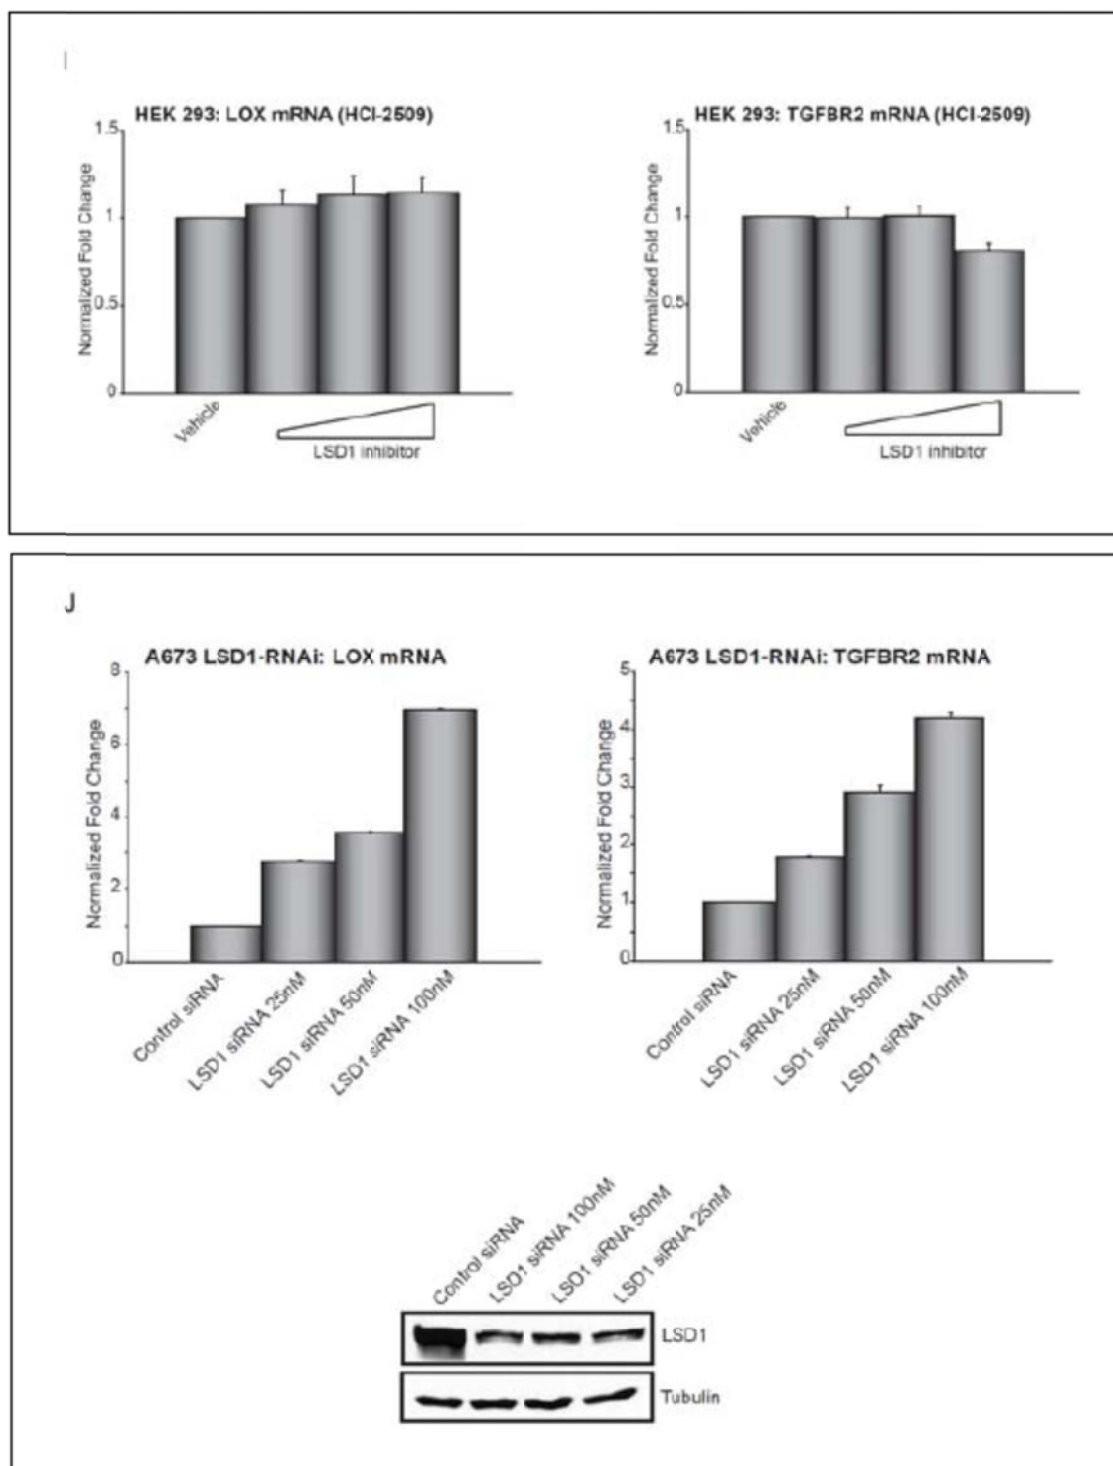 I
HEK 293: LOX mRNA (HCI-2509)
1.5
1
0.5
0
Normalized Fold Change
Vehicle
LSD1 inhibitor
HEK 293: TGFBR2 mRNA (HCI-2509)
1.5
1
0.5
0
Normalized Fold Change
Vehicle
LSD1 inhibitor
J
A673 LSD1-RNAi: LOX mRNA
8
6
4
2
0
Normalized Fold Change
Control siRNA
LSD1 siRNA 25nM
LSD1 siRNA 50nM
LSD1 siRNA 100nM
A673 LSD1-RNAi: TGFBR2 mRNA
5
4
3
2
1
0
Normalized Fold Change
Control siRNA
LSD1 siRNA 25nM
LSD1 siRNA 50nM
LSD1 siRNA 100nM
Control siRNA
LSD1 siRNA 100nM
LSD1 siRNA 50nM
LSD1 siRNA 25nM
LSD1
Tubulin